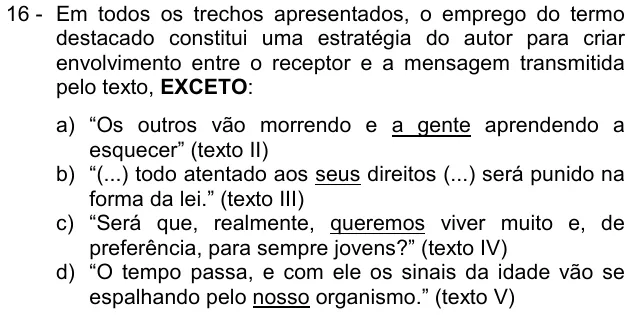 16 - Em todos os trechos apresentados, o emprego do termo
destacado constitui uma estratégia do autor para criar
envolvimento entre o receptor e a mensagem transmitida
pelo texto, EXCETO:
a) “Os outros vão morrendo e a gente aprendendo a
esquecer” (texto II)
b) “(...) todo atentado aos seus direitos (...) será punido na
forma da lei.” (texto III)
c) “Será que, realmente, queremos viver muito e, de
preferência, para sempre jovens?” (texto IV)
d) “O tempo passa, e com ele os sinais da idade vão se
espalhando pelo nosso organismo.” (texto V)